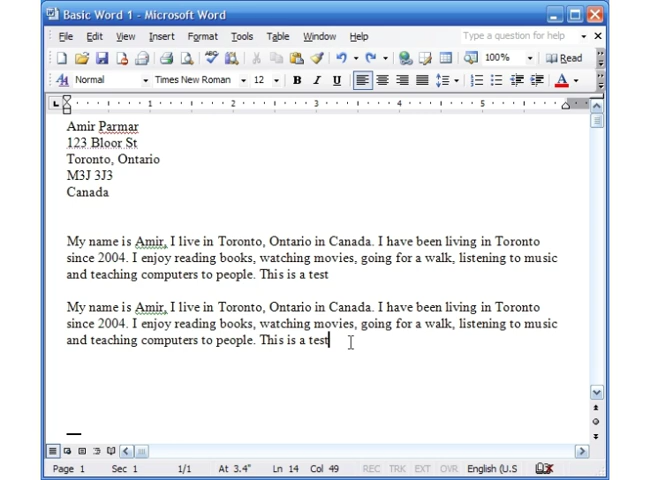 Basic Word 1 - Microsoft Word
File Edit View Insert Format Tools Table Window Help Type a question for help
100% Read
Normal Times New Roman 12 B I U A
1 2 3 4 5
Amir Parmar
123 Bloor St
Toronto, Ontario
M3J 3J3
Canada
My name is Amir, I live in Toronto, Ontario in Canada. I have been living in Toronto
since 2004. I enjoy reading books, watching movies, going for a walk, listening to music
and teaching computers to people. This is a test
My name is Amir, I live in Toronto, Ontario in Canada. I have been living in Toronto
since 2004. I enjoy reading books, watching movies, going for a walk, listening to music
and teaching computers to people. This is a test
Page 1 Sec 1 1/1 At 3.4" Ln 14 Col 49 REC TRK EXT OVR English (U.S